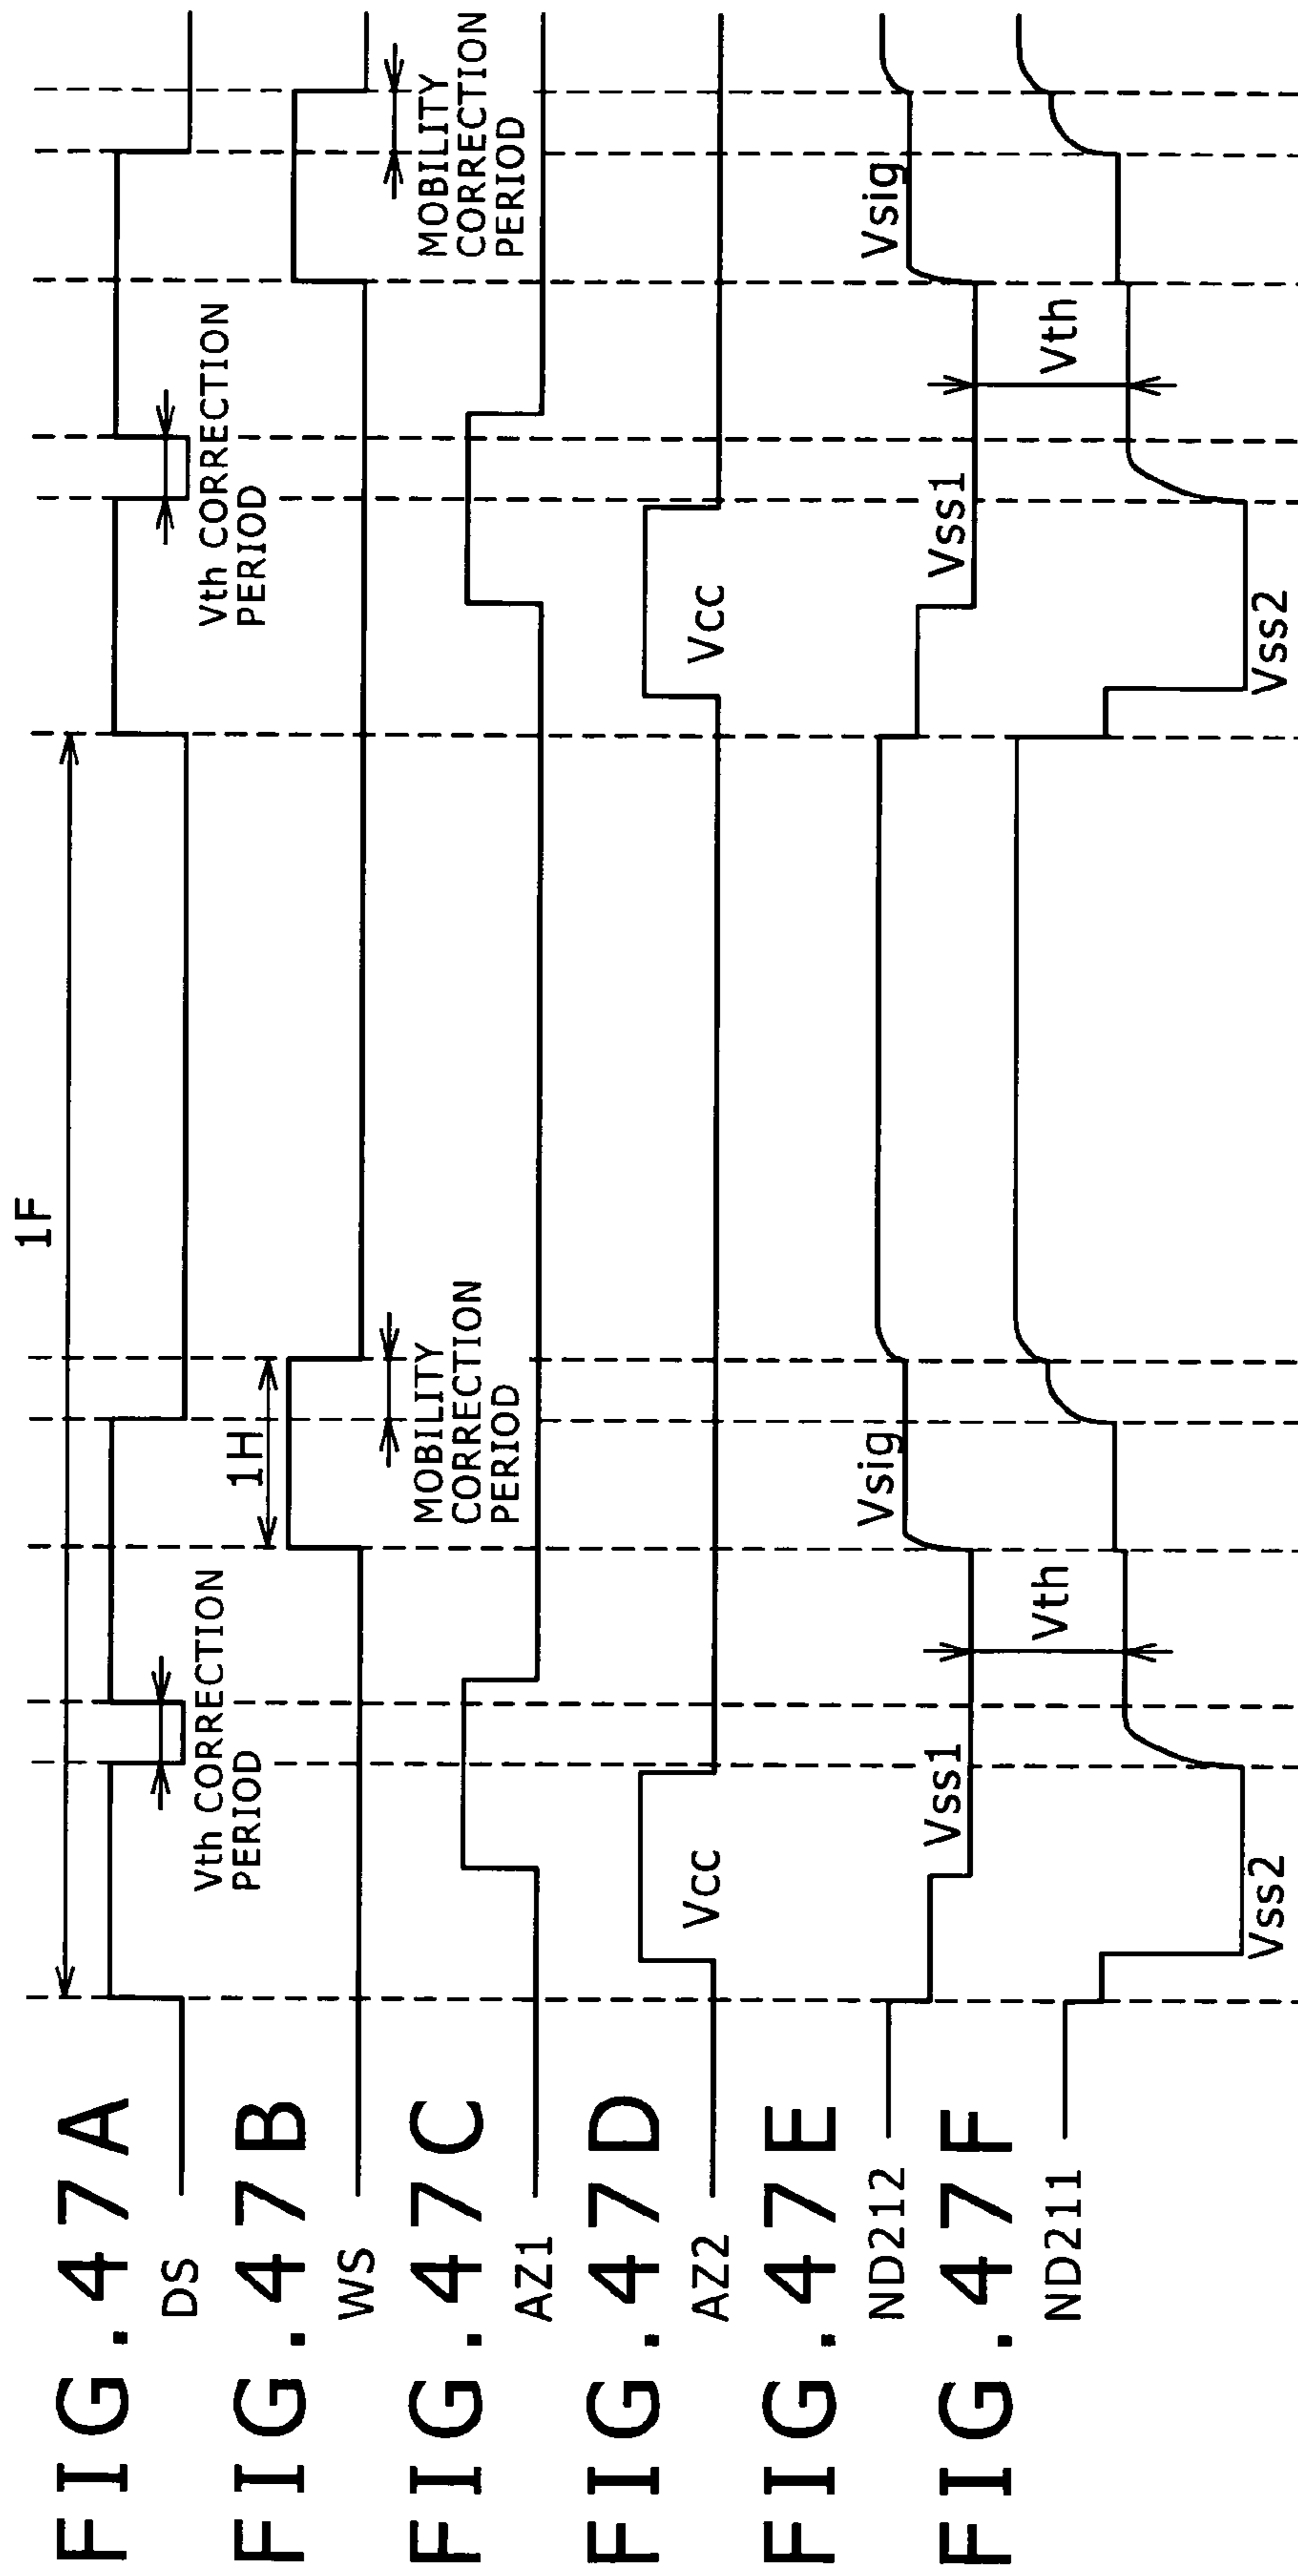 1F
FIG.47A
DS
Vth CORRECTION
PERIOD
Vth CORRECTION
PERIOD
FIG.47B
WS
1H
MOBILITY
CORRECTION
PERIOD
MOBILITY
CORRECTION
PERIOD
FIG.47C
AZ1
FIG.47D
AZ2
Vcc
Vcc
FIG.47E
ND212
Vss1
Vsig
Vss1
Vsig
FIG.47F
ND211
Vth
Vth
Vss2
Vss2